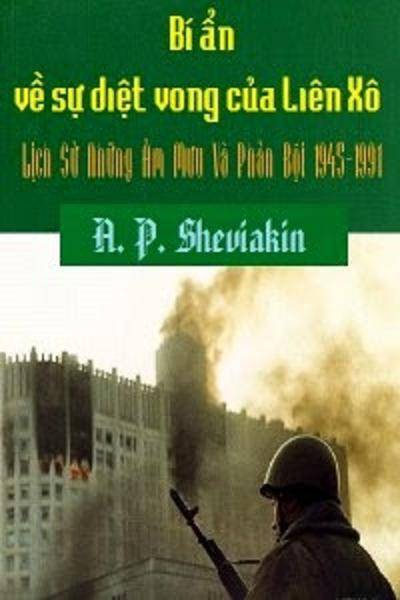 Bí ẩn
về sự diệt vong của Liên Xô
Lịch Sử Những Âm Mưu Và Phản Bội 1945-1991
A. P. Sheviakin